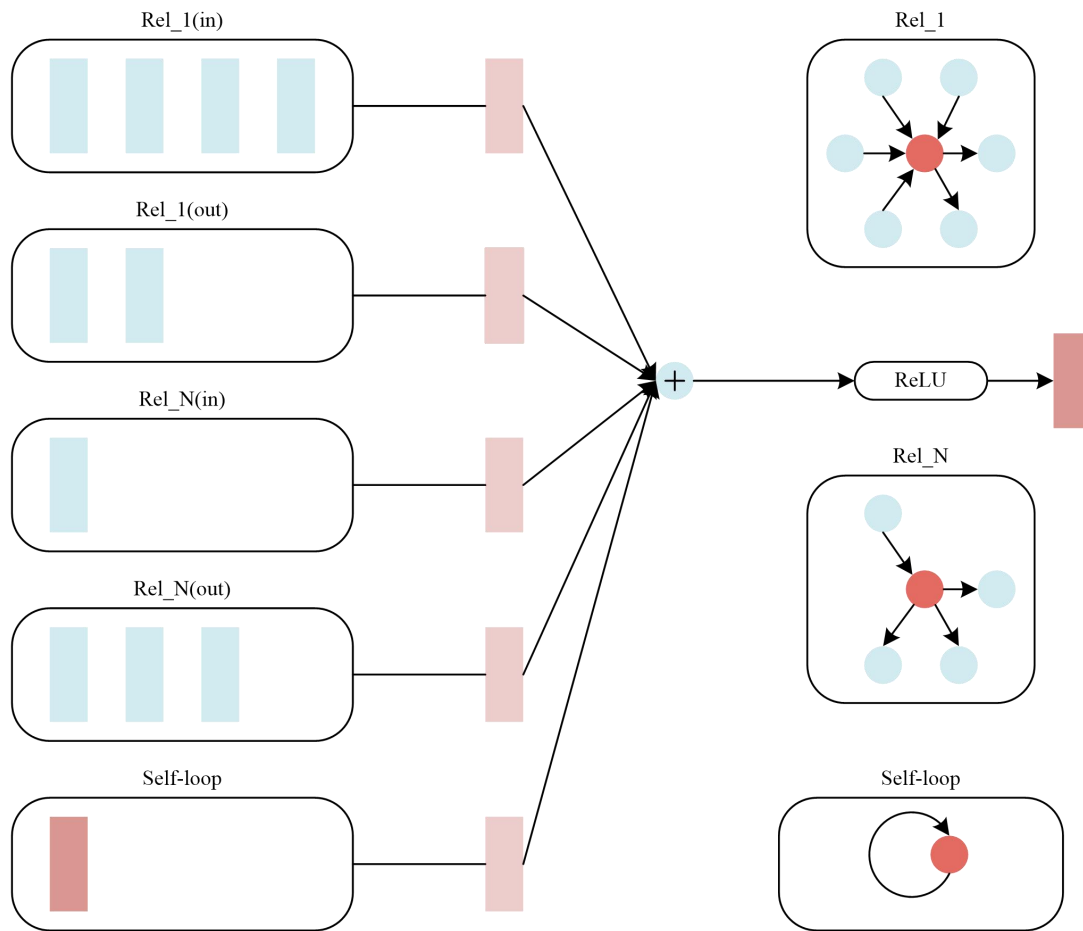 Rel_1(in)
Rel_1(out)
Rel_N(in)
Rel_N(out)
Self-loop
+
Rel_1
ReLU
Rel_N
Self-loop